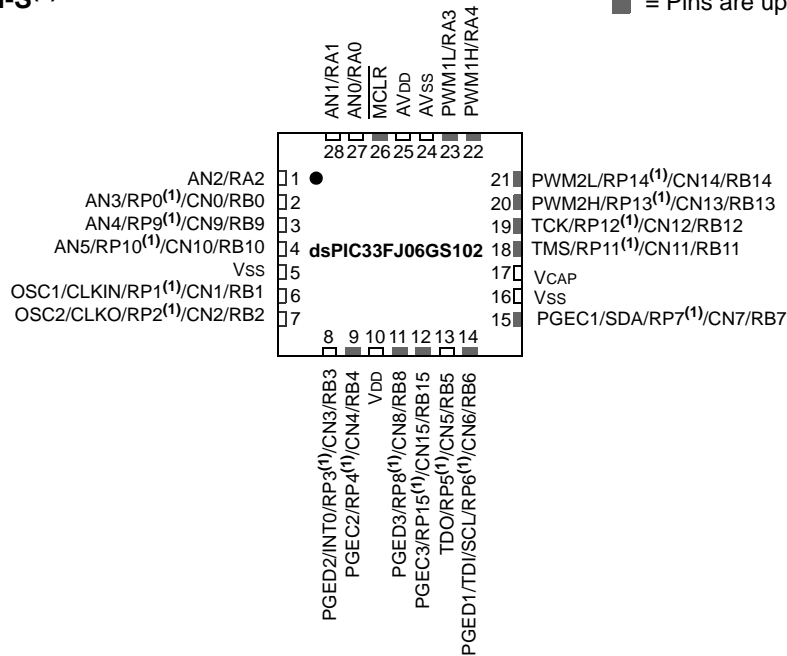 = Pins are up
AN1/RA1
AN0/RA0
MCLR
AVDD
AVSS
PWM1L/RA3
PWM1H/RA4
28 27 26 25 24 23 22
AN2/RA2 1
AN3/RP0(1)/CN0/RB0 2
AN4/RP9(1)/CN9/RB9 3
AN5/RP10(1)/CN10/RB10 4
VSS 5
OSC1/CLKIN/RP1(1)/CN1/RB1 6
OSC2/CLKO/RP2(1)/CN2/RB2 7
dsPIC33FJ06GS102
21 PWM2L/RP14(1)/CN14/RB14
20 PWM2H/RP13(1)/CN13/RB13
19 TCK/RP12(1)/CN12/RB12
18 TMS/RP11(1)/CN11/RB11
17 VCAP
16 VSS
15 PGEC1/SDA/RP7(1)/CN7/RB7
8 9 10 11 12 13 14
PGED2/INT0/RP3(1)/CN3/RB3
PGEC2/RP4(1)/CN4/RB4
VDD
PGED3/RP8(1)/CN8/RB8
PGEC3/RP15(1)/CN15/RB15
TDO/RP5(1)/CN5/RB5
PGED1/TDI/SCL/RP6(1)/CN6/RB6